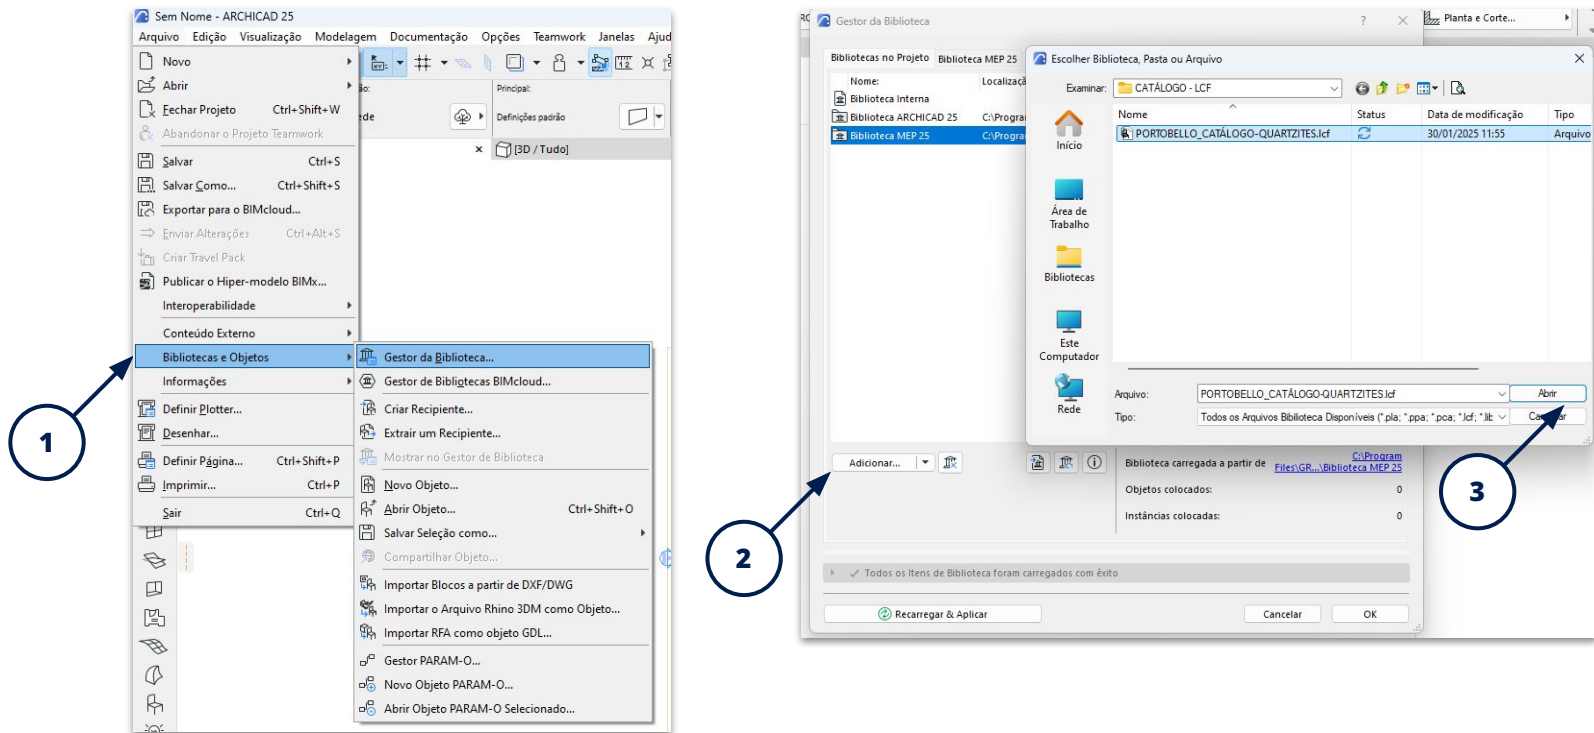 Sem Nome - ARCHICAD 25
Arquivo Edição Visualização Modelagem Documentação Opções Teamwork Janelas Ajud
Novo
Abrir
Fechar Projeto Ctrl+Shift+W
Abandonar o Projeto Teamwork
Salvar Ctrl+S
Salvar Como... Ctrl+Shift+S
Exportar para o BIMcloud...
Enviar Alterações Ctrl+Alt+S
Criar Travel Pack
Publicar o Hiper-modelo BIMx...
Interoperabilidade
Conteúdo Externo
Bibliotecas e Objetos
Informações
Definir Plotter...
Desenhar...
Definir Página... Ctrl+Shift+P
Imprimir... Ctrl+P
Sair Ctrl+Q
ão:
Principal:
ede
Definições padrão
[3D / Tudo]
Gestor da Biblioteca...
Gestor de Bibliotecas BIMcloud...
Criar Recipiente...
Extrair um Recipiente...
Mostrar no Gestor de Biblioteca
Novo Objeto...
Abrir Objeto... Ctrl+Shift+O
Salvar Seleção como...
Compartilhar Objeto...
Importar Blocos a partir de DXF/DWG
Importar o Arquivo Rhino 3DM como Objeto...
Importar RFA como objeto GDL...
Gestor PARAM-O...
Novo Objeto PARAM-O...
Abrir Objeto PARAM-O Selecionado...
1
Gestor da Biblioteca ?
Planta e Corte...
Bibliotecas no Projeto Biblioteca MEP 25
Nome: Localizaçã
Biblioteca Interna
Biblioteca ARCHICAD 25 C:\Progra
Biblioteca MEP 25 C:\Progra
Escolher Biblioteca, Pasta ou Arquivo
Examinar: CATÁLOGO - LCF
Nome Status Data de modificação Tipo
PORTOBELLO_CATÁLOGO-QUARTZITES.lcf 30/01/2025 11:55 Arquivo
Início
Área de
Trabalho
Bibliotecas
Este
Computador
Rede
Arquivo: PORTOBELLO_CATÁLOGO-QUARTZITES.lcf Abrir
Tipo: Todos os Arquivos Biblioteca Disponíveis (*.pla; *.ppa; *.pca; *.lcf; *.lib
Adicionar...
Biblioteca carregada a partir de C:\Program
Files\GR...\Biblioteca MEP 25
Objetos colocados: 0
Instâncias colocadas: 0
Todos os Itens de Biblioteca foram carregados com êxito
Recarregar & Aplicar Cancelar OK
2
3